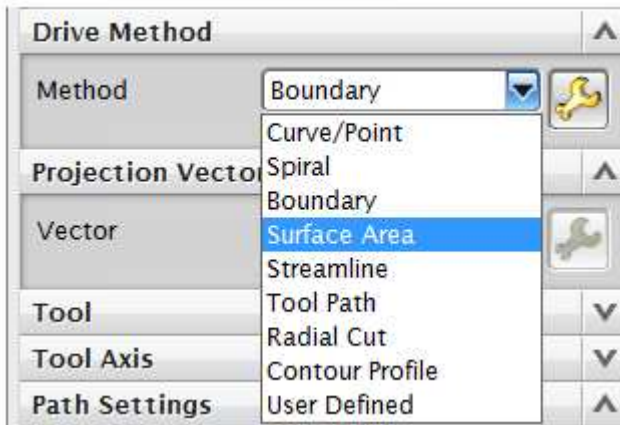 Drive Method
Method
Boundary
Curve/Point
Spiral
Projection Vecto
Boundary
Vector
Surface Area
Streamline
Tool
Tool Path
Radial Cut
Tool Axis
Contour Profile
Path Settings
User Defined